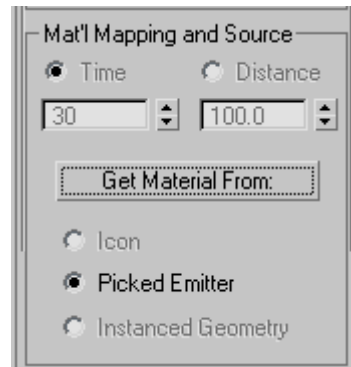 Mat'l Mapping and Source
Time Distance
30 100.0
Get Material From:
Icon
Picked Emitter
Instanced Geometry